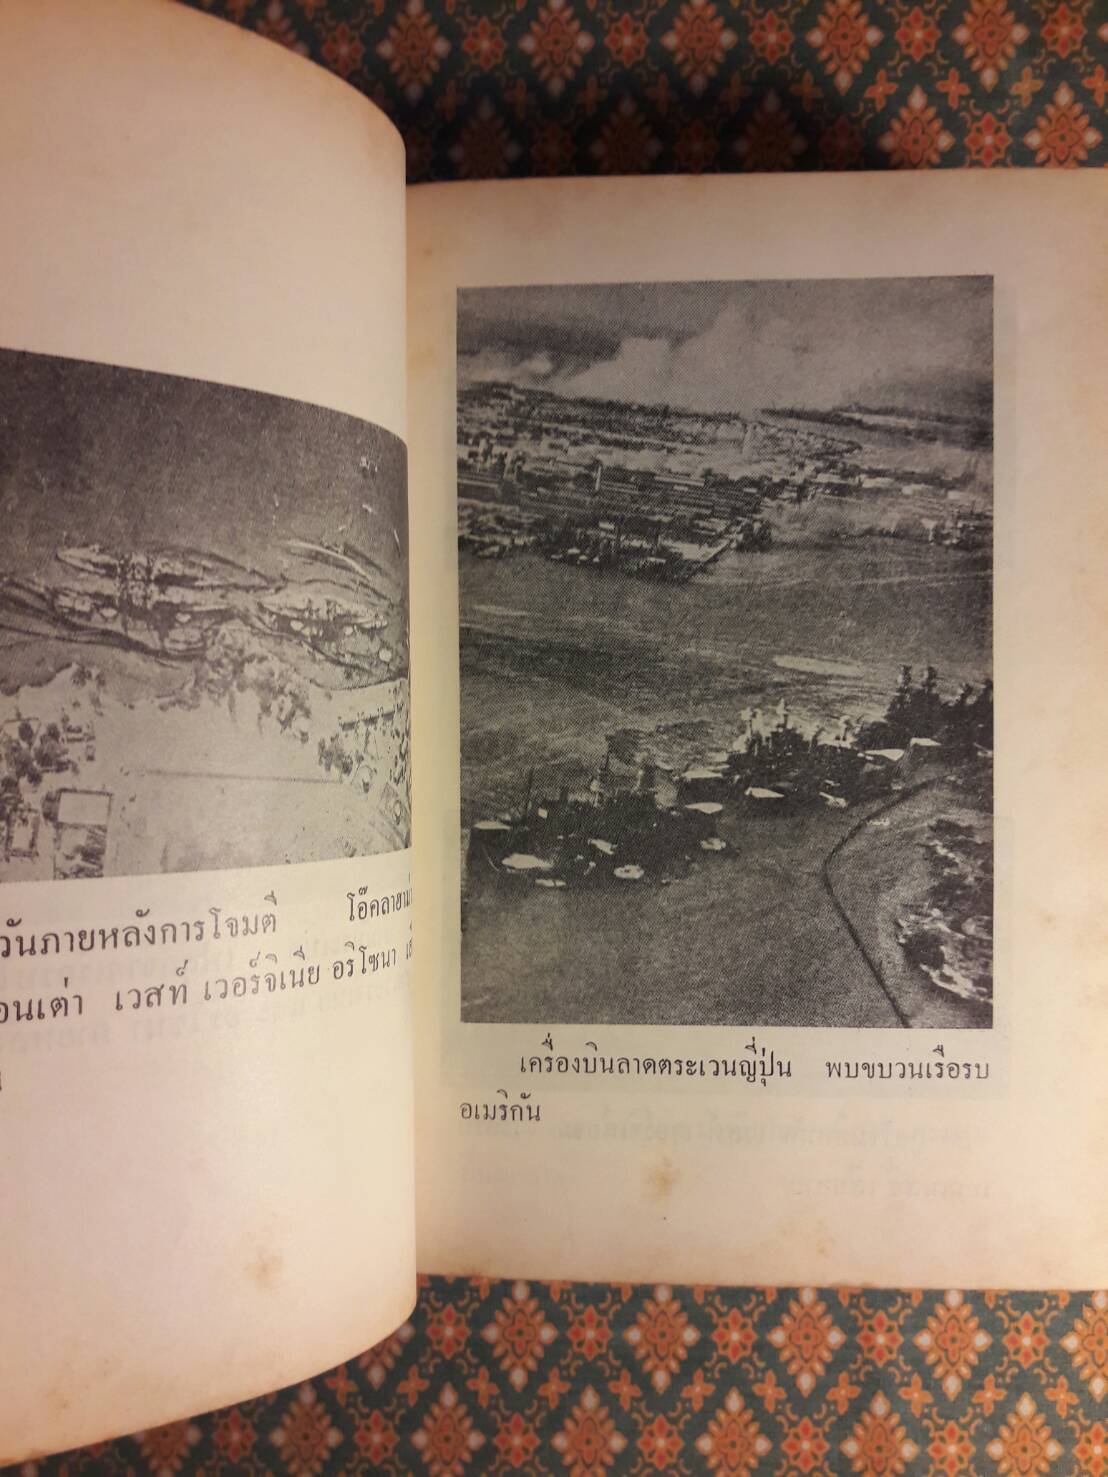 วันภายหลังการโจมตี โอ๊คลาฮา
อนเต่า เวสท์ เวอร์จิเนีย อริโซนา
เครื่องบินลาดตระเวนญี่ปุ่น พบขบวนเรือรบ
อเมริกัน